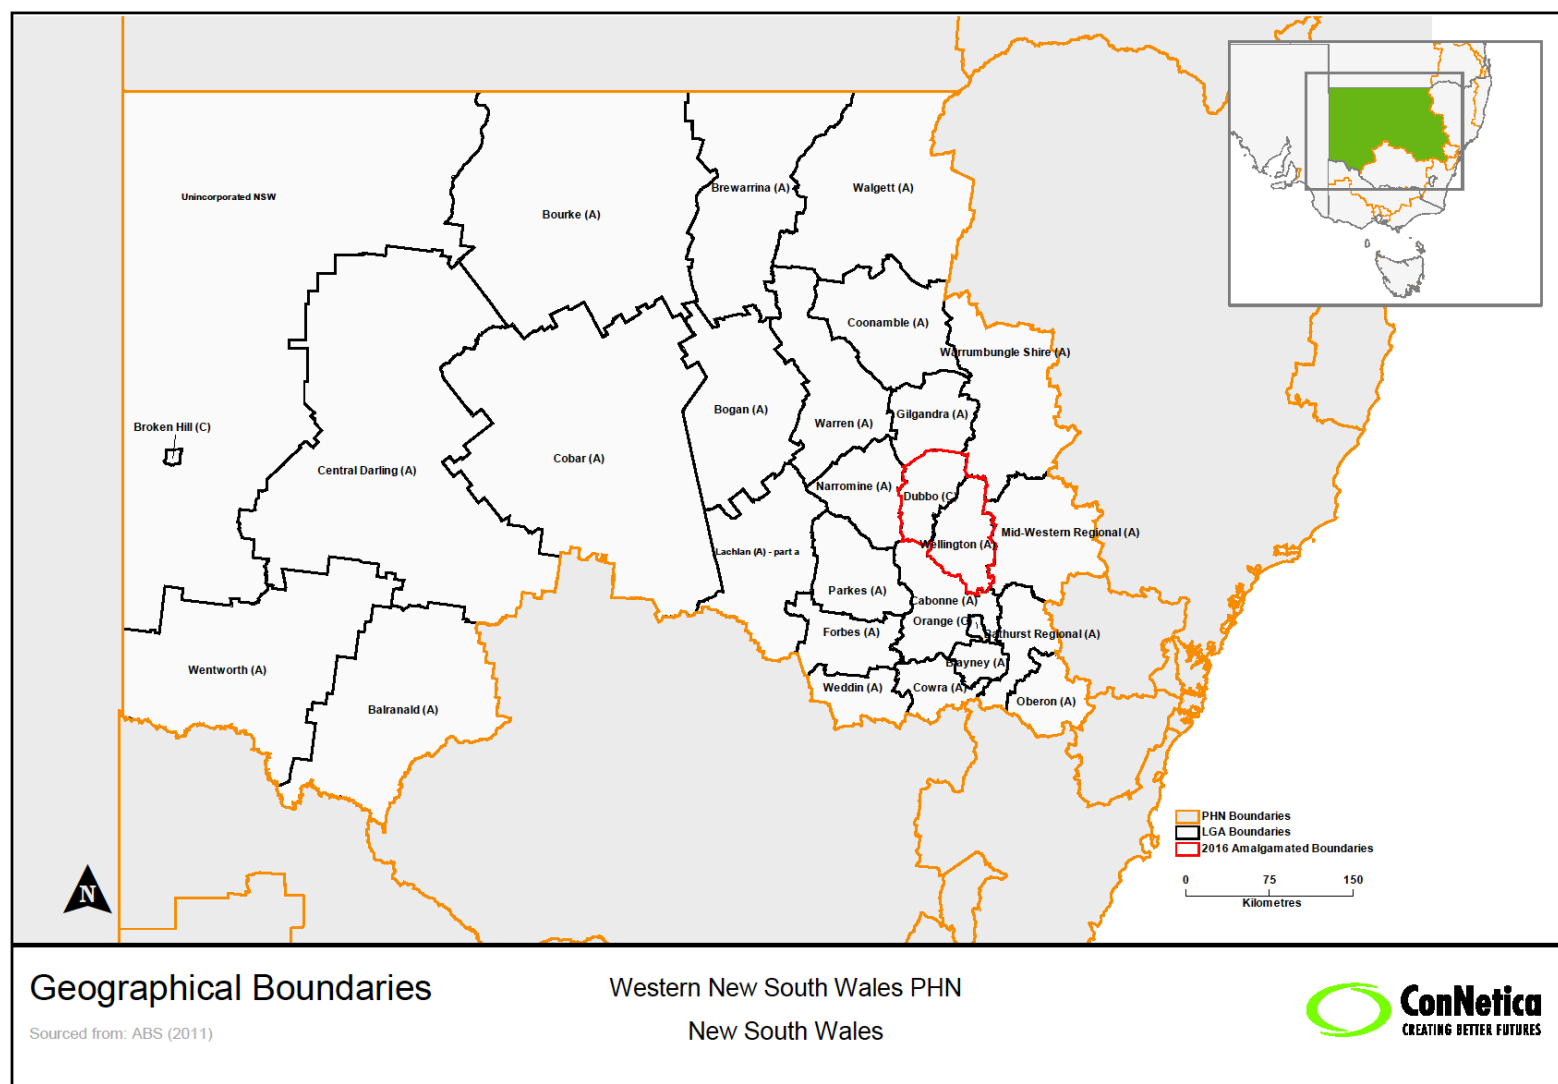 Unincorporated NSW
Bourke (A)
Brewarrina (A)
Walgett (A)
Coonamble (A)
Warrumbungle Shire (A)
Broken Hill (C)
Central Darling (A)
Cobar (A)
Bogan (A)
Warren (A)
Gilgandra (A)
Narromine (A)
Dubbo (C)
Wellington (A)
Mid-Western Regional (A)
Lachlan (A) - part a
Parkes (A)
Cabonne (A)
Orange (C)
Forbes (A)
Bathurst Regional (A)
Blayney (A)
Wentworth (A)
Balranald (A)
Weddin (A)
Cowra (A)
Oberon (A)
PHN Boundaries
LGA Boundaries
2016 Amalgamated Boundaries
0 75 150
Kilometres
N
Geographical Boundaries
Sourced from: ABS (2011)
Western New South Wales PHN
New South Wales
ConNetica
CREATING BETTER FUTURES